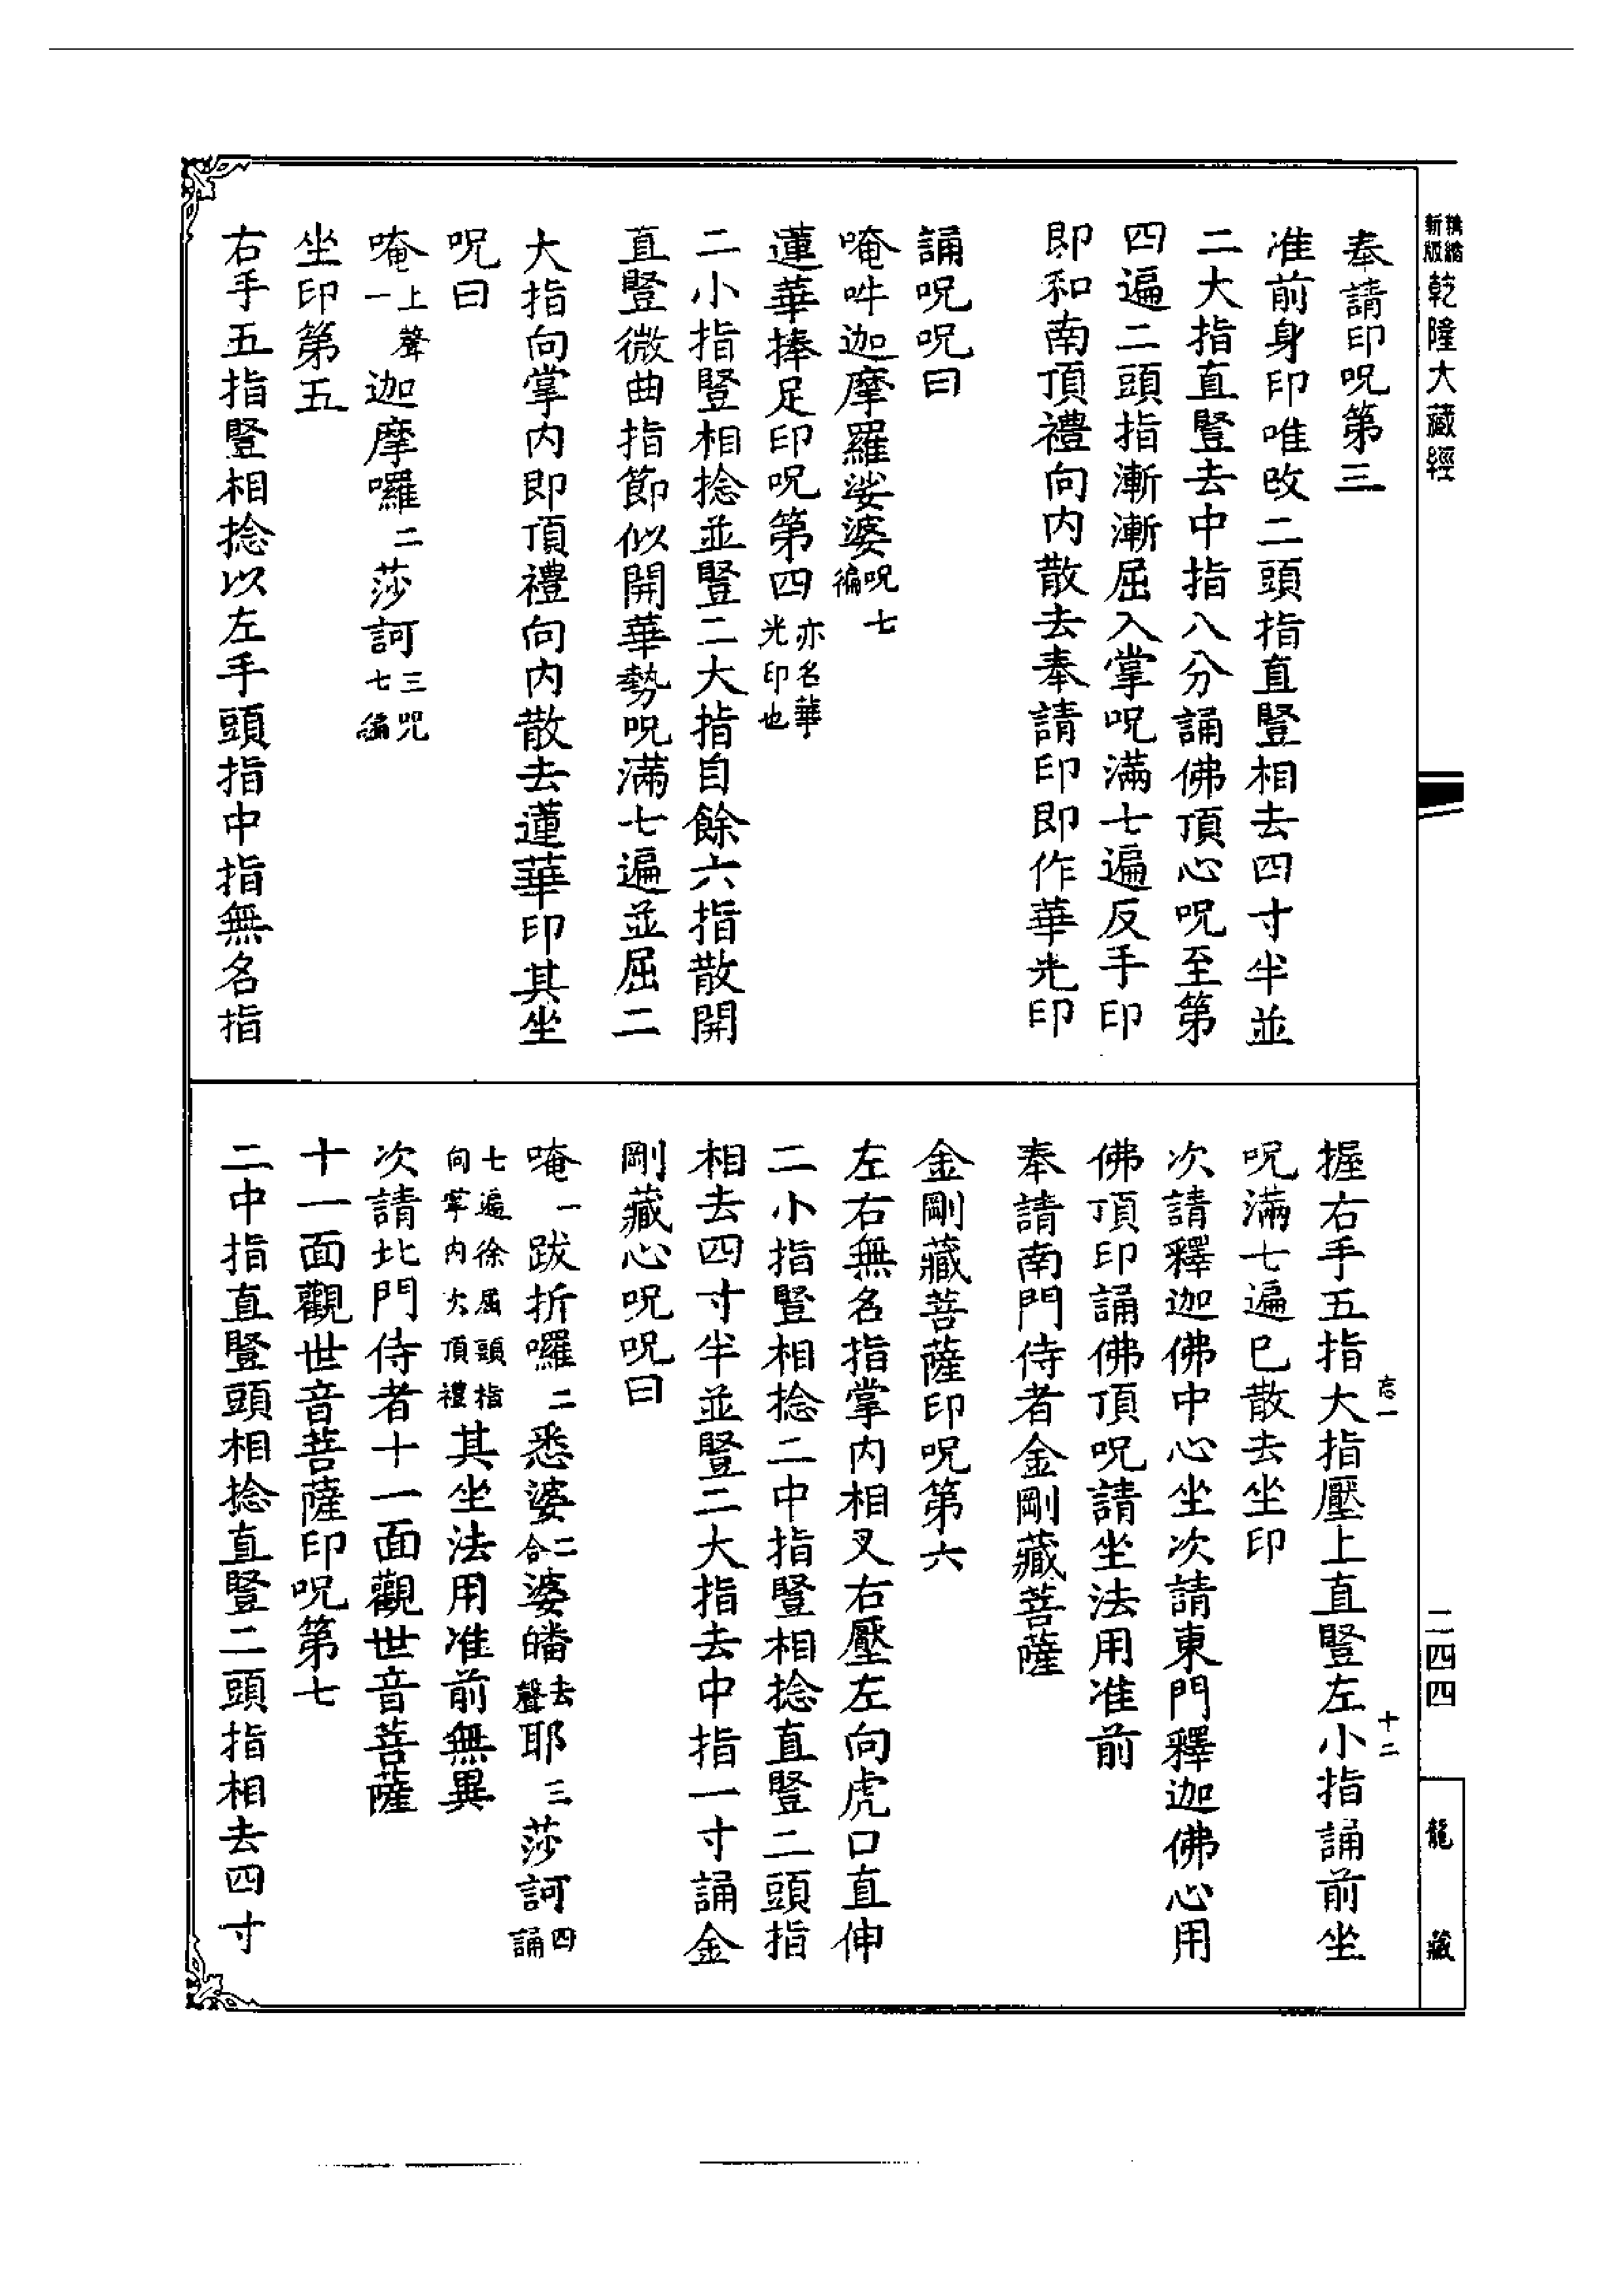 新版精縮乾隆大藏經
奉請印呪第三
准前身印唯改二頭指直豎相去四寸半並
二大指直豎去中指八分誦佛頂心呪至第
四遍二頭指漸漸屈入掌呪滿七遍反手印
即和南頂禮向內散去奉請印即作華光印
誦呪呪曰
唵吽迦摩羅娑婆呪七徧
蓮華捧足印呪第四亦名華光印也
二小指豎相捻並豎二大指自餘六指散開
直豎微曲指節似開華勢呪滿七遍並屈二
大指向掌內即頂禮向內散去蓮華印其坐
呪曰
唵上聲一迦摩囉二莎訶三呪七徧
坐印第五
右手五指豎相捻以左手頭指中指無名指
握右手五指大指壓上直豎左小指誦前坐
呪滿七遍已散去坐印
次請釋迦佛中心坐次請東門釋迦佛心用
佛頂印誦佛頂呪請坐法用准前
奉請南門侍者金剛藏菩薩
金剛藏菩薩印呪第六
左右無名指掌內相叉右壓左向虎口直伸
二小指豎相捻二中指豎相捻直豎二頭指
相去四寸半並豎二大指去中指一寸誦金
剛藏心呪呪曰
唵一跋折囉二悉婆二合婆皤去聲耶三莎訶四誦
七遍徐屈頭指向掌內大頂禮其坐法用准前無異
次請北門侍者十一面觀世音菩薩
十一面觀世音菩薩印呪第七
二中指直豎頭相捻直豎二頭指相去四寸
忘一
十二
二四四
龍藏